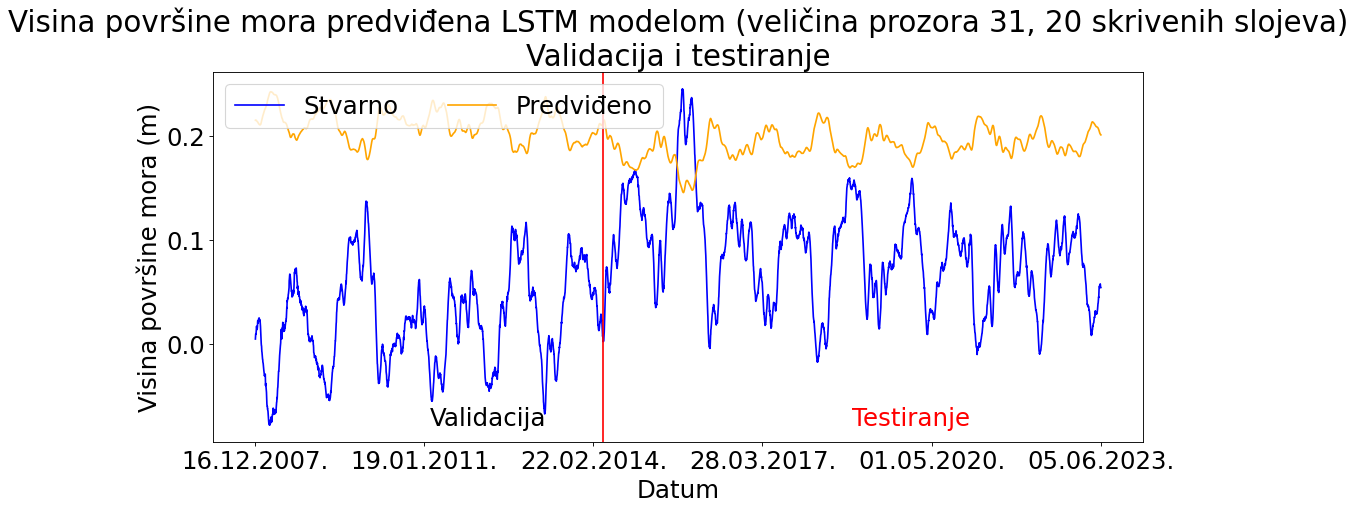 Visina površine mora predviđena LSTM modelom (veličina prozora 31, 20 skrivenih slojeva)
Validacija i testiranje
Stvarno
Predviđeno
Visina površine mora (m)
0.2
0.1
0.0
Validacija
Testiranje
16.12.2007.
19.01.2011.
22.02.2014.
28.03.2017.
01.05.2020.
05.06.2023.
Datum